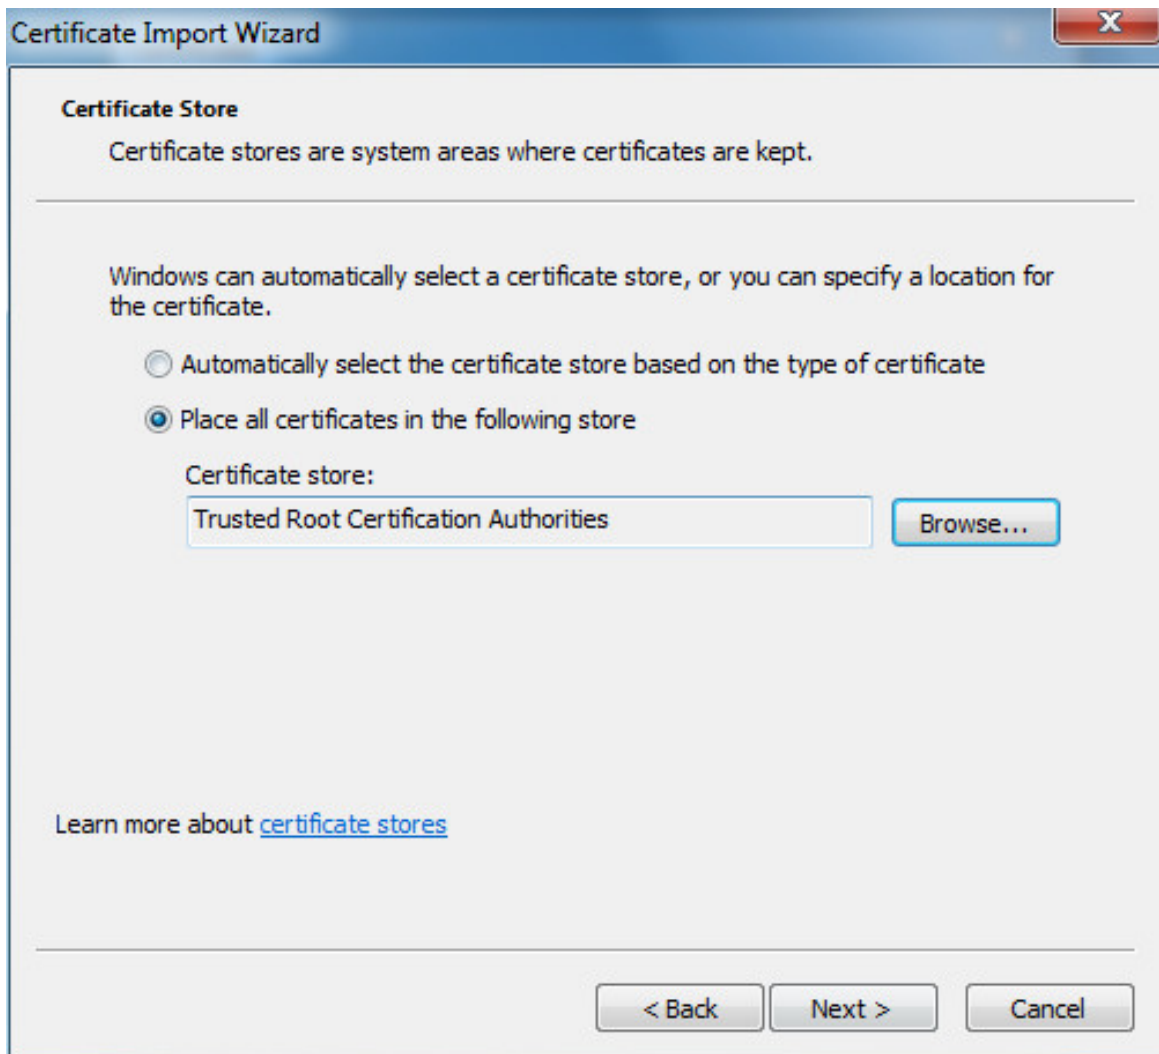 Certificate Import Wizard
Certificate Store
Certificate stores are system areas where certificates are kept.
Windows can automatically select a certificate store, or you can specify a location for
the certificate.
Automatically select the certificate store based on the type of certificate
Place all certificates in the following store
Certificate store:
Trusted Root Certification Authorities
Browse...
Learn more about certificate stores
< Back
Next >
Cancel